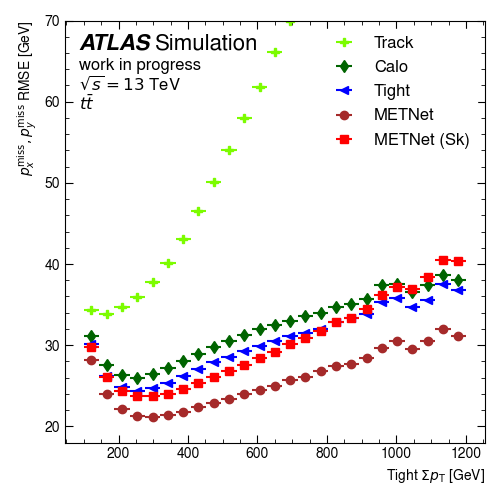 70
60
50
40
30
20
p_x^miss, p_y^miss RMSE [GeV]
ATLAS Simulation
work in progress
√s = 13 TeV
tt̄
Track
Calo
Tight
METNet
METNet (Sk)
200 400 600 800 1000 1200
Tight Σp_T [GeV]